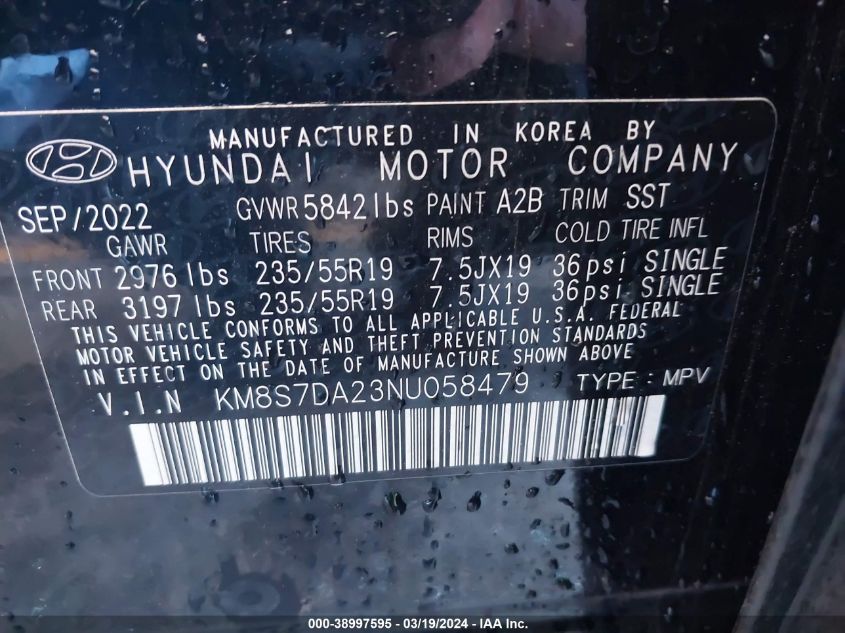 MANUFACTURED IN KOREA BY
HYUNDAI MOTOR COMPANY
SEP/2022 GVWR 5842 lbs PAINT A2B TRIM SST
GAWR TIRES RIMS COLD TIRE INFL
FRONT 2976 lbs 235/55R19 7.5JX19 36psi SINGLE
REAR 3197 lbs 235/55R19 7.5JX19 36psi SINGLE
THIS VEHICLE CONFORMS TO ALL APPLICABLE U.S.A. FEDERAL
MOTOR VEHICLE SAFETY AND THEFT PREVENTION STANDARDS
IN EFFECT ON THE DATE OF MANUFACTURE SHOWN ABOVE
V.I.N KM8S7DA23NU058479 TYPE : MPV
000-38997595 - 03/19/2024 - IAA Inc.